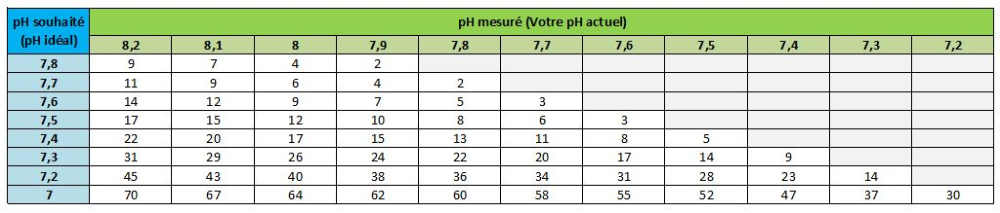 pH souhaité (pH idéal) pH mesuré (Votre pH actuel)
8,2 8,1 8 7,9 7,8 7,7 7,6 7,5 7,4 7,3 7,2
7,8 9 7 4 2
7,7 11 9 6 4 2
7,6 14 12 9 7 5 3
7,5 17 15 12 10 8 6 3
7,4 22 20 17 15 13 11 8 5
7,3 31 29 26 24 22 20 17 14 9
7,2 45 43 40 38 36 34 31 28 23 14
7 70 67 64 62 60 58 55 52 47 37 30